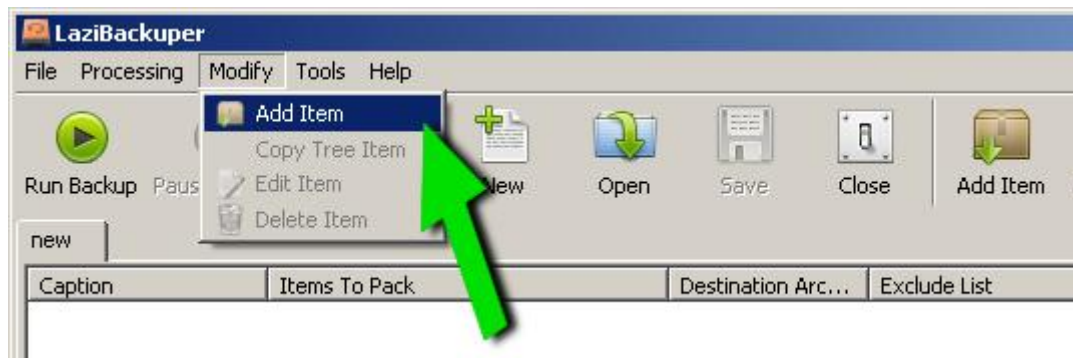 LaziBackuper
File Processing Modify Tools Help
Add Item
Copy Tree Item
Edit Item
Delete Item
Run Backup Paus New Open Save Close Add Item
new
Caption Items To Pack Destination Arc... Exclude List